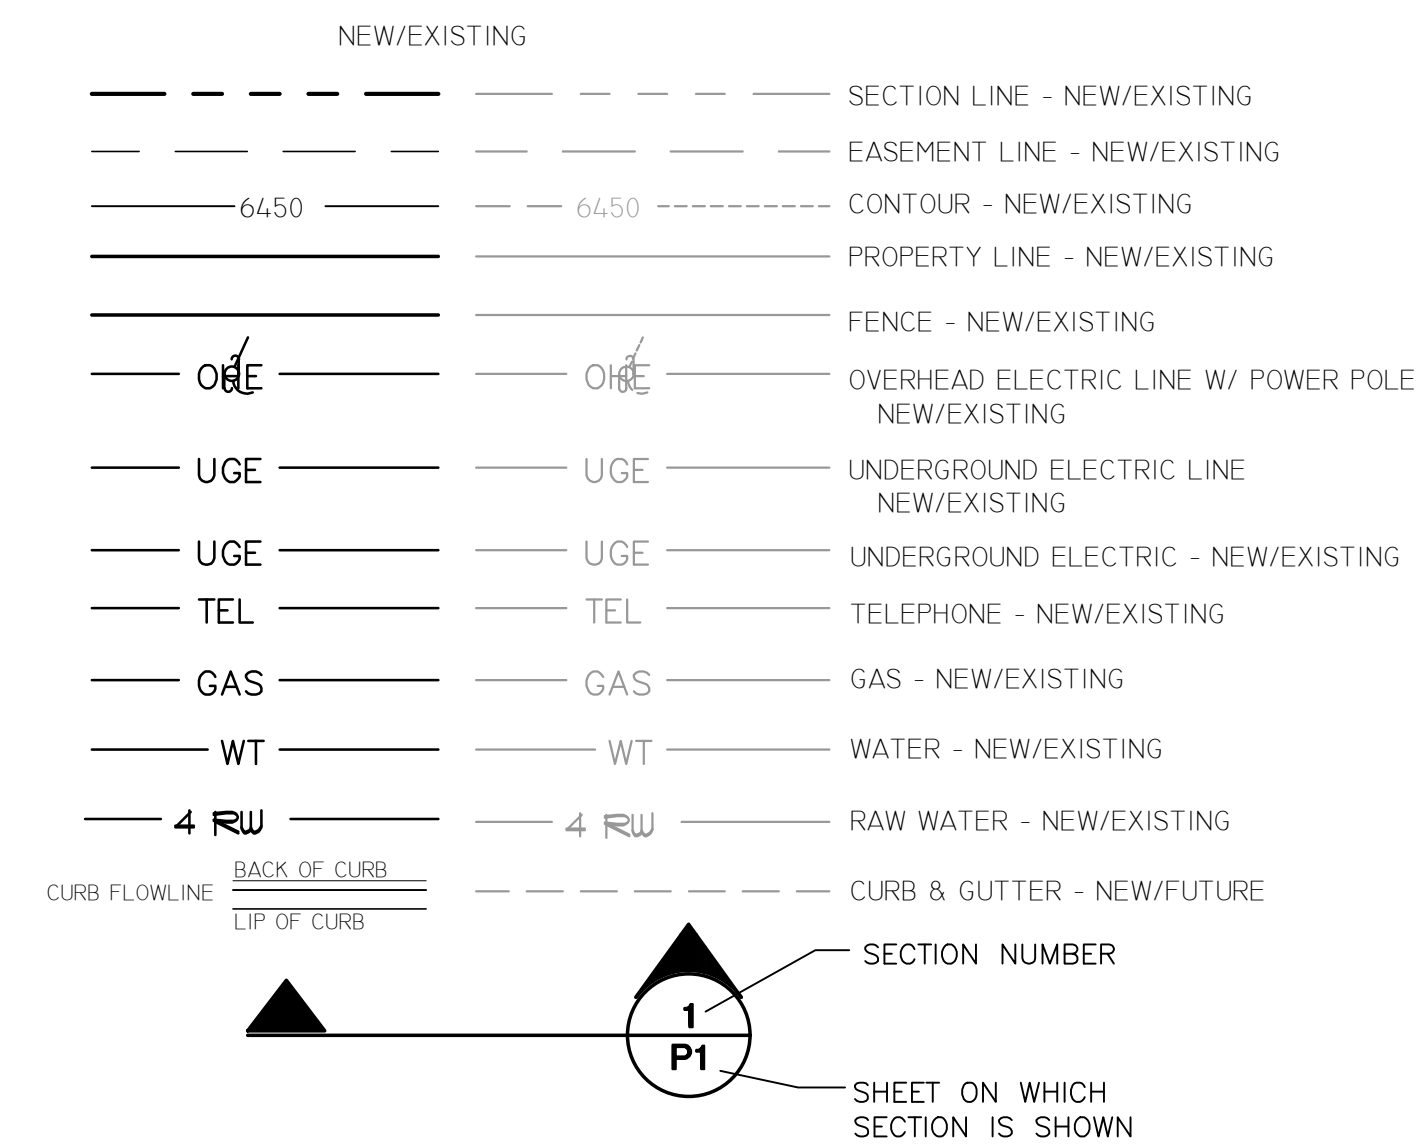 NEW/EXISTING
SECTION LINE - NEW/EXISTING
EASEMENT LINE - NEW/EXISTING
6450 6450 CONTOUR - NEW/EXISTING
PROPERTY LINE - NEW/EXISTING
FENCE - NEW/EXISTING
OHE OHE OVERHEAD ELECTRIC LINE W/ POWER POLE
NEW/EXISTING
UGE UGE UNDERGROUND ELECTRIC LINE
NEW/EXISTING
UGE UGE UNDERGROUND ELECTRIC - NEW/EXISTING
TEL TEL TELEPHONE - NEW/EXISTING
GAS GAS GAS - NEW/EXISTING
WT WT WATER - NEW/EXISTING
4 RW 4 RW RAW WATER - NEW/EXISTING
BACK OF CURB
CURB FLOWLINE CURB & GUTTER - NEW/FUTURE
LIP OF CURB
SECTION NUMBER
1
P1
SHEET ON WHICH
SECTION IS SHOWN